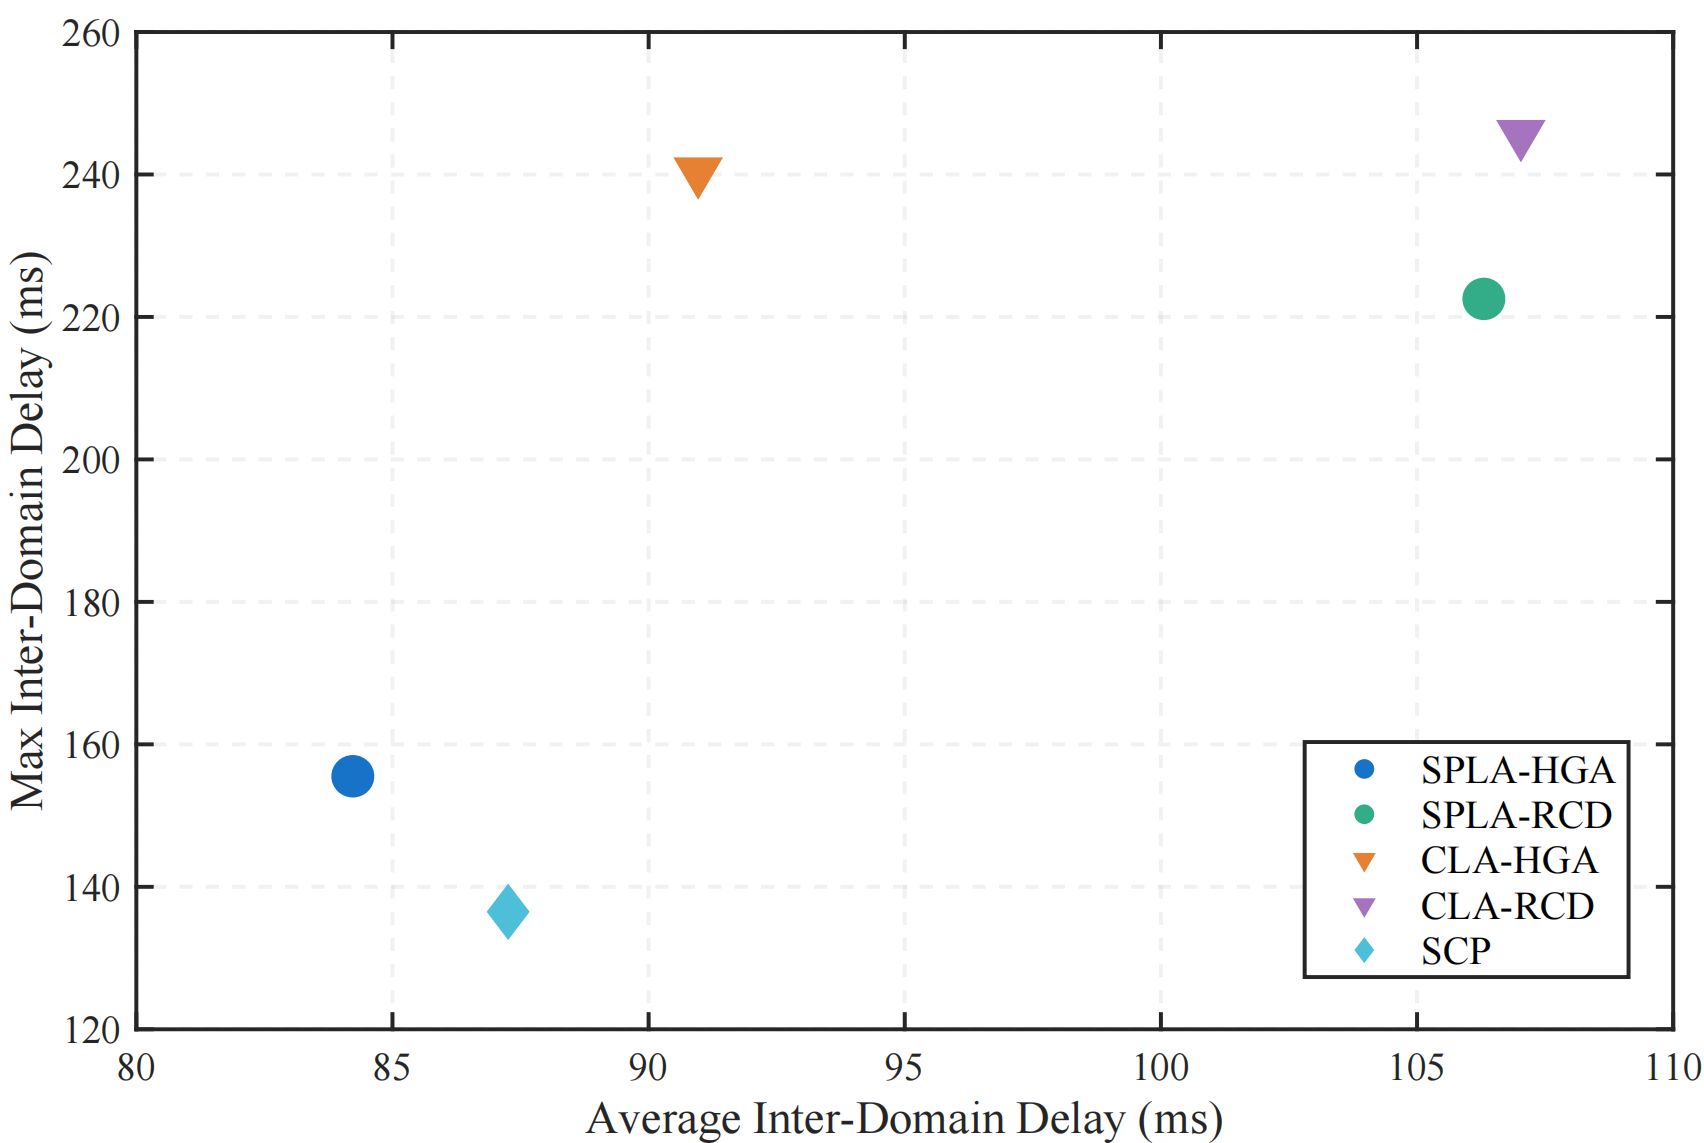 260
240
220
200
180
160
140
120
Max Inter-Domain Delay (ms)
80 85 90 95 100 105 110
Average Inter-Domain Delay (ms)
SPLA-HGA
SPLA-RCD
CLA-HGA
CLA-RCD
SCP